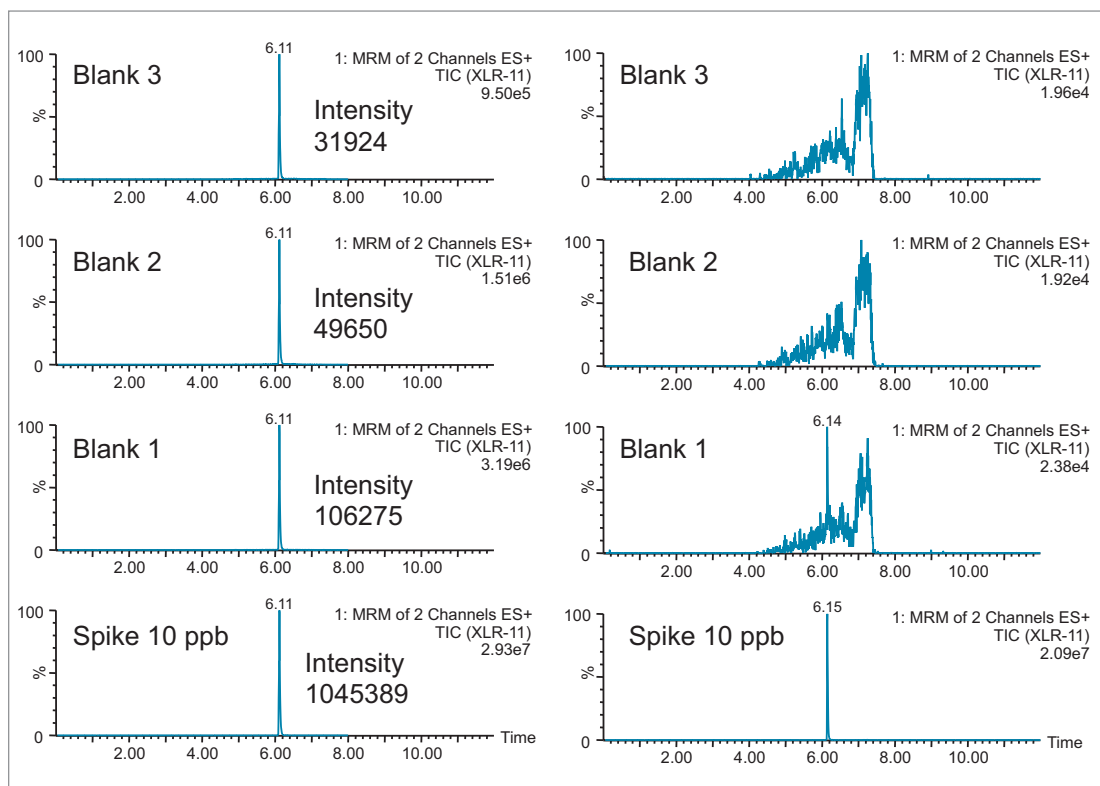 6.11
100
%
0
Blank 3
1: MRM of 2 Channels ES+
TIC (XLR-11)
9.50e5
Intensity
31924
2.00 4.00 6.00 8.00 10.00
100
%
0
Blank 3
1: MRM of 2 Channels ES+
TIC (XLR-11)
1.96e4
2.00 4.00 6.00 8.00 10.00
6.11
100
%
0
Blank 2
1: MRM of 2 Channels ES+
TIC (XLR-11)
1.51e6
Intensity
49650
2.00 4.00 6.00 8.00 10.00
100
%
0
Blank 2
1: MRM of 2 Channels ES+
TIC (XLR-11)
1.92e4
2.00 4.00 6.00 8.00 10.00
6.11
100
%
0
Blank 1
1: MRM of 2 Channels ES+
TIC (XLR-11)
3.19e6
Intensity
106275
2.00 4.00 6.00 8.00 10.00
6.14
100
%
0
Blank 1
1: MRM of 2 Channels ES+
TIC (XLR-11)
2.38e4
2.00 4.00 6.00 8.00 10.00
6.11
100
%
0
Spike 10 ppb
1: MRM of 2 Channels ES+
TIC (XLR-11)
2.93e7
Intensity
1045389
Time
2.00 4.00 6.00 8.00 10.00
6.15
100
%
0
Spike 10 ppb
1: MRM of 2 Channels ES+
TIC (XLR-11)
2.09e7
Time
2.00 4.00 6.00 8.00 10.00